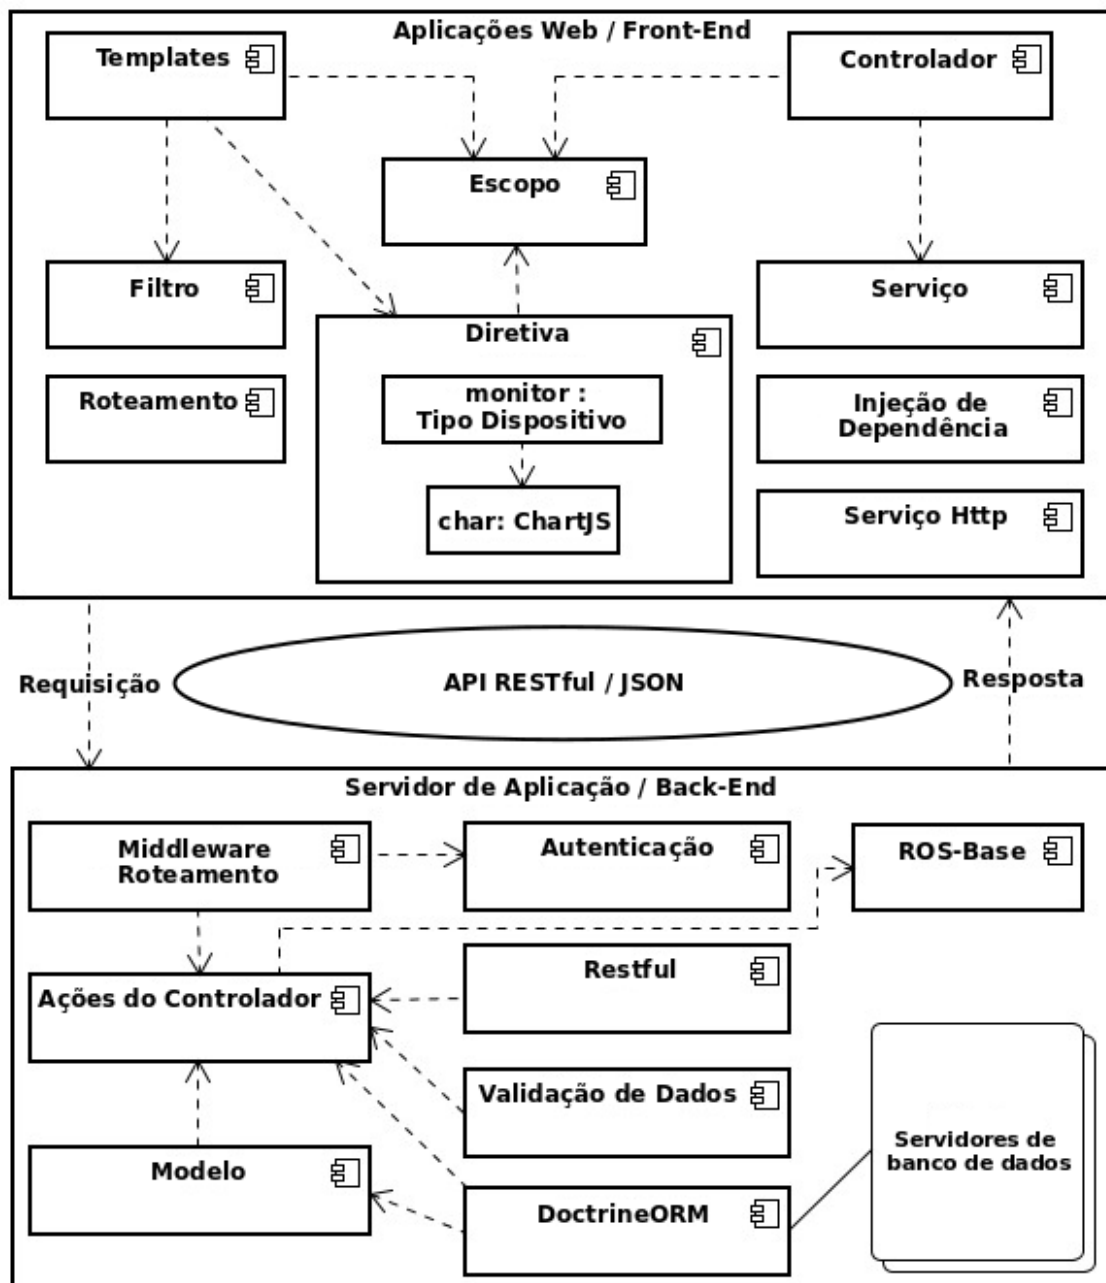 Aplicações Web / Front-End
Templates
Controlador
Escopo
Filtro
Diretiva
Serviço
monitor :
Tipo Dispositivo
Roteamento
Injeção de
Dependência
char: ChartJS
Serviço Http
Requisição
API RESTful / JSON
Resposta
Servidor de Aplicação / Back-End
Middleware
Roteamento
Autenticação
ROS-Base
Ações do Controlador
Restful
Validação de Dados
Servidores de
banco de dados
Modelo
DoctrineORM